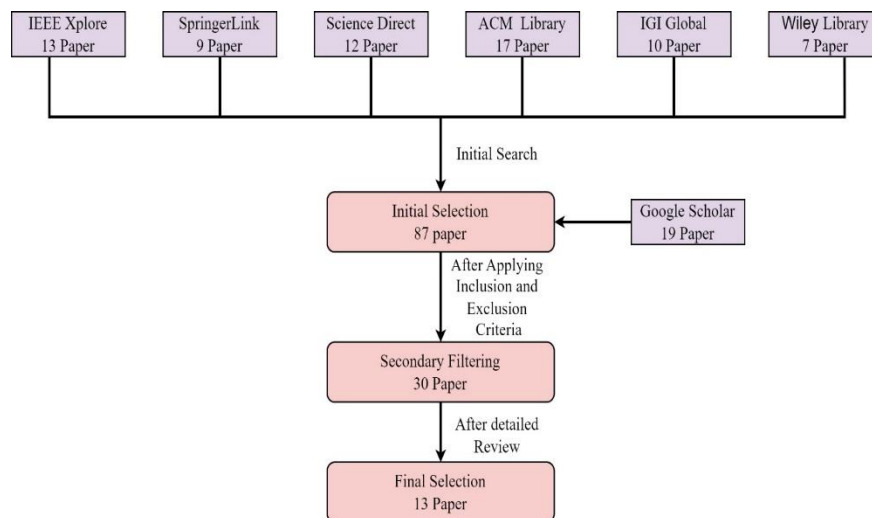 IEEE Xplore
13 Paper
SpringerLink
9 Paper
Science Direct
12 Paper
ACM Library
17 Paper
IGI Global
10 Paper
Wiley Library
7 Paper
Initial Search
Initial Selection
87 paper
Google Scholar
19 Paper
After Applying
Inclusion and
Exclusion
Criteria
Secondary Filtering
30 Paper
After detailed
Review
Final Selection
13 Paper